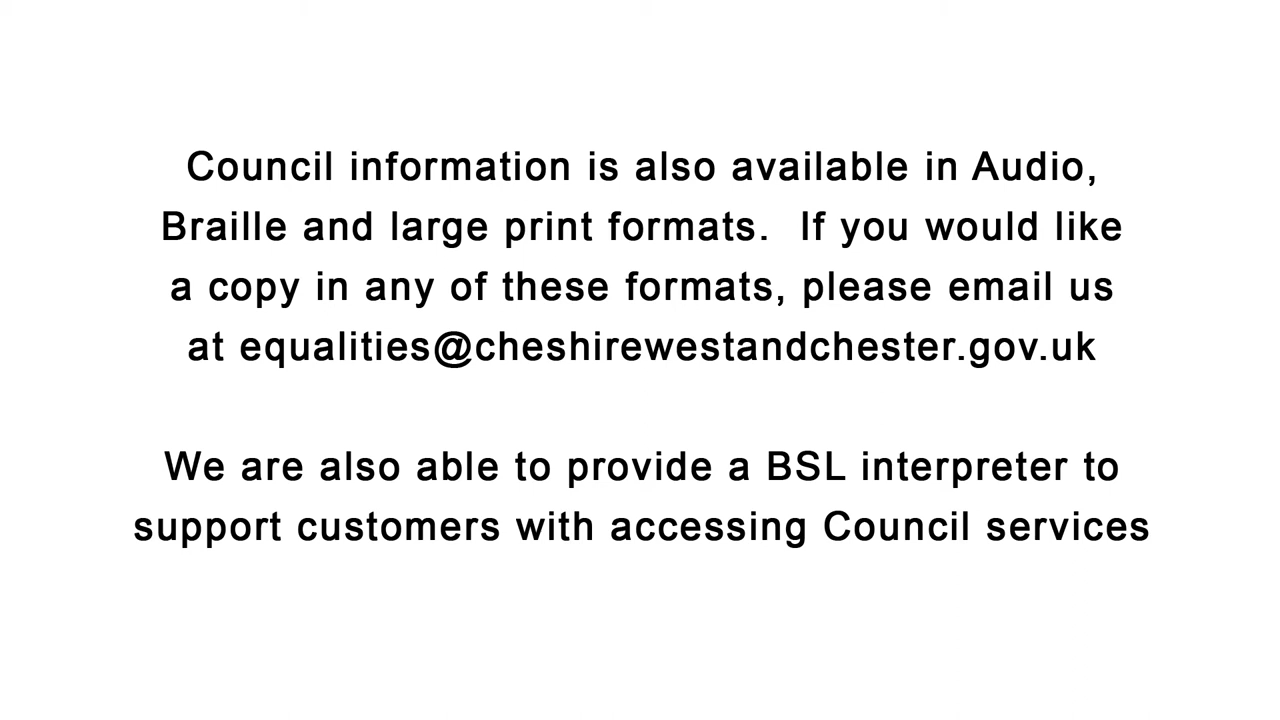 Council information is also available in Audio,
Braille and large print formats.  If you would like
a copy in any of these formats, please email us
at equalities@cheshirewestandchester.gov.uk
We are also able to provide a BSL interpreter to
support customers with accessing Council services